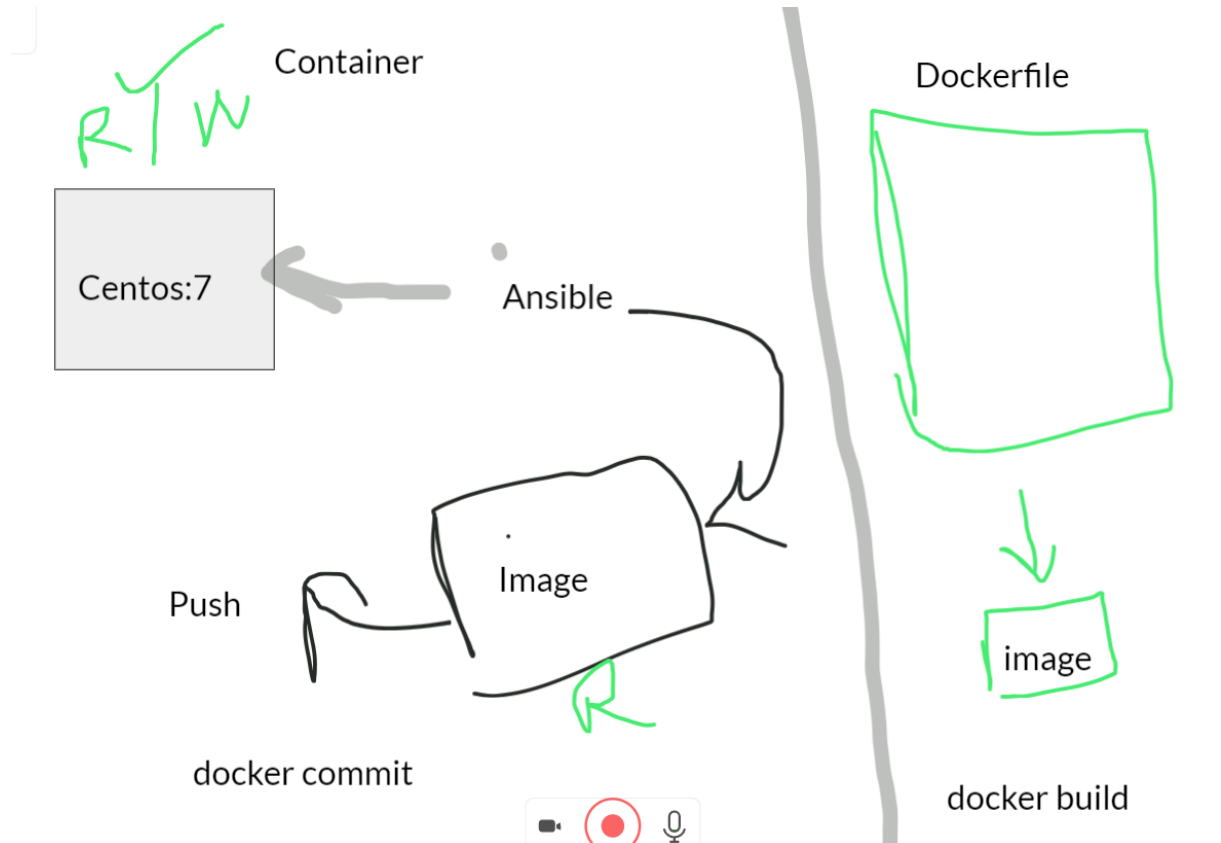 Container
R/W
Centos:7
Ansible
Image
Push
R
docker commit
Dockerfile
image
docker build